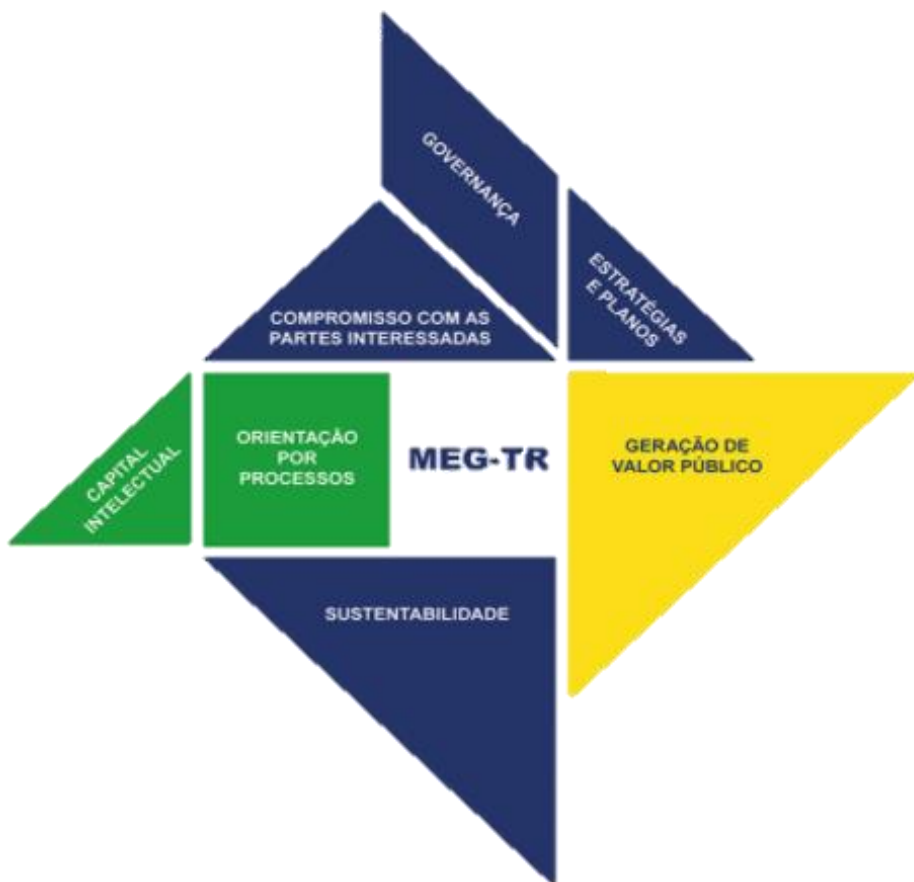 GOVERNANÇA
ESTRATÉGIAS
E PLANOS
COMPROMISSO COM AS
PARTES INTERESSADAS
CAPITAL
INTELECTUAL
ORIENTAÇÃO
POR
PROCESSOS
MEG-TR
GERAÇÃO DE
VALOR PÚBLICO
SUSTENTABILIDADE